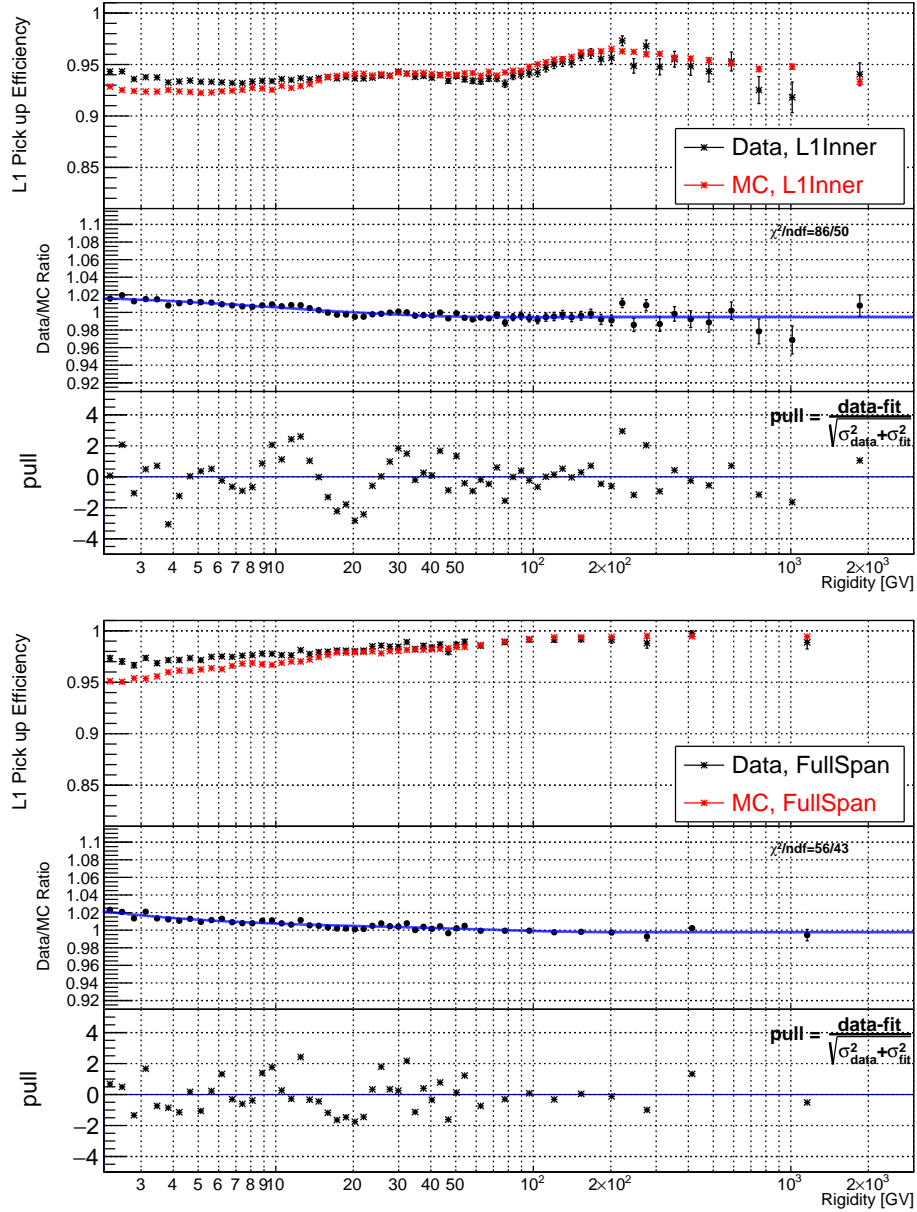 L1 Pick up Efficiency
1
0.95
0.9
0.85
Data, L1Inner
MC, L1Inner
Data/MC Ratio
1.1
1.08
1.06
1.04
1.02
1
0.98
0.96
0.94
0.92
χ²/ndf=86/50
pull
4
2
0
−2
−4
pull = data-fit / √σ²data+σ²fit
3 4 5 6 7 8 910 20 30 40 50 10² 2×10² 10³ 2×10³
Rigidity [GV]
L1 Pick up Efficiency
1
0.95
0.9
0.85
Data, FullSpan
MC, FullSpan
Data/MC Ratio
1.1
1.08
1.06
1.04
1.02
1
0.98
0.96
0.94
0.92
χ²/ndf=56/43
pull
4
2
0
−2
−4
pull = data-fit / √σ²data+σ²fit
3 4 5 6 7 8 910 20 30 40 50 10² 2×10² 10³ 2×10³
Rigidity [GV]